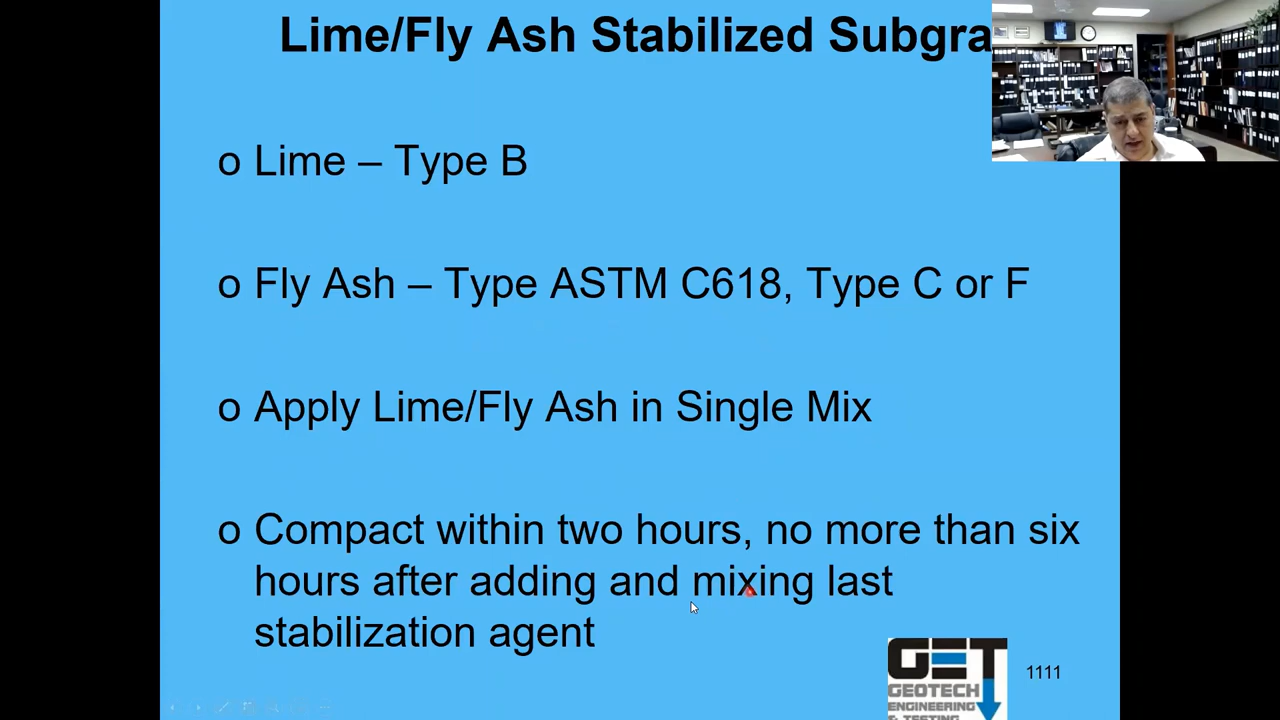 Lime/Fly Ash Stabilized Subgra
o Lime – Type B
o Fly Ash – Type ASTM C618, Type C or F
o Apply Lime/Fly Ash in Single Mix
o Compact within two hours, no more than six
hours after adding and mixing last
stabilization agent
GET
GEOTECH
ENGINEERING
& TESTING
1111